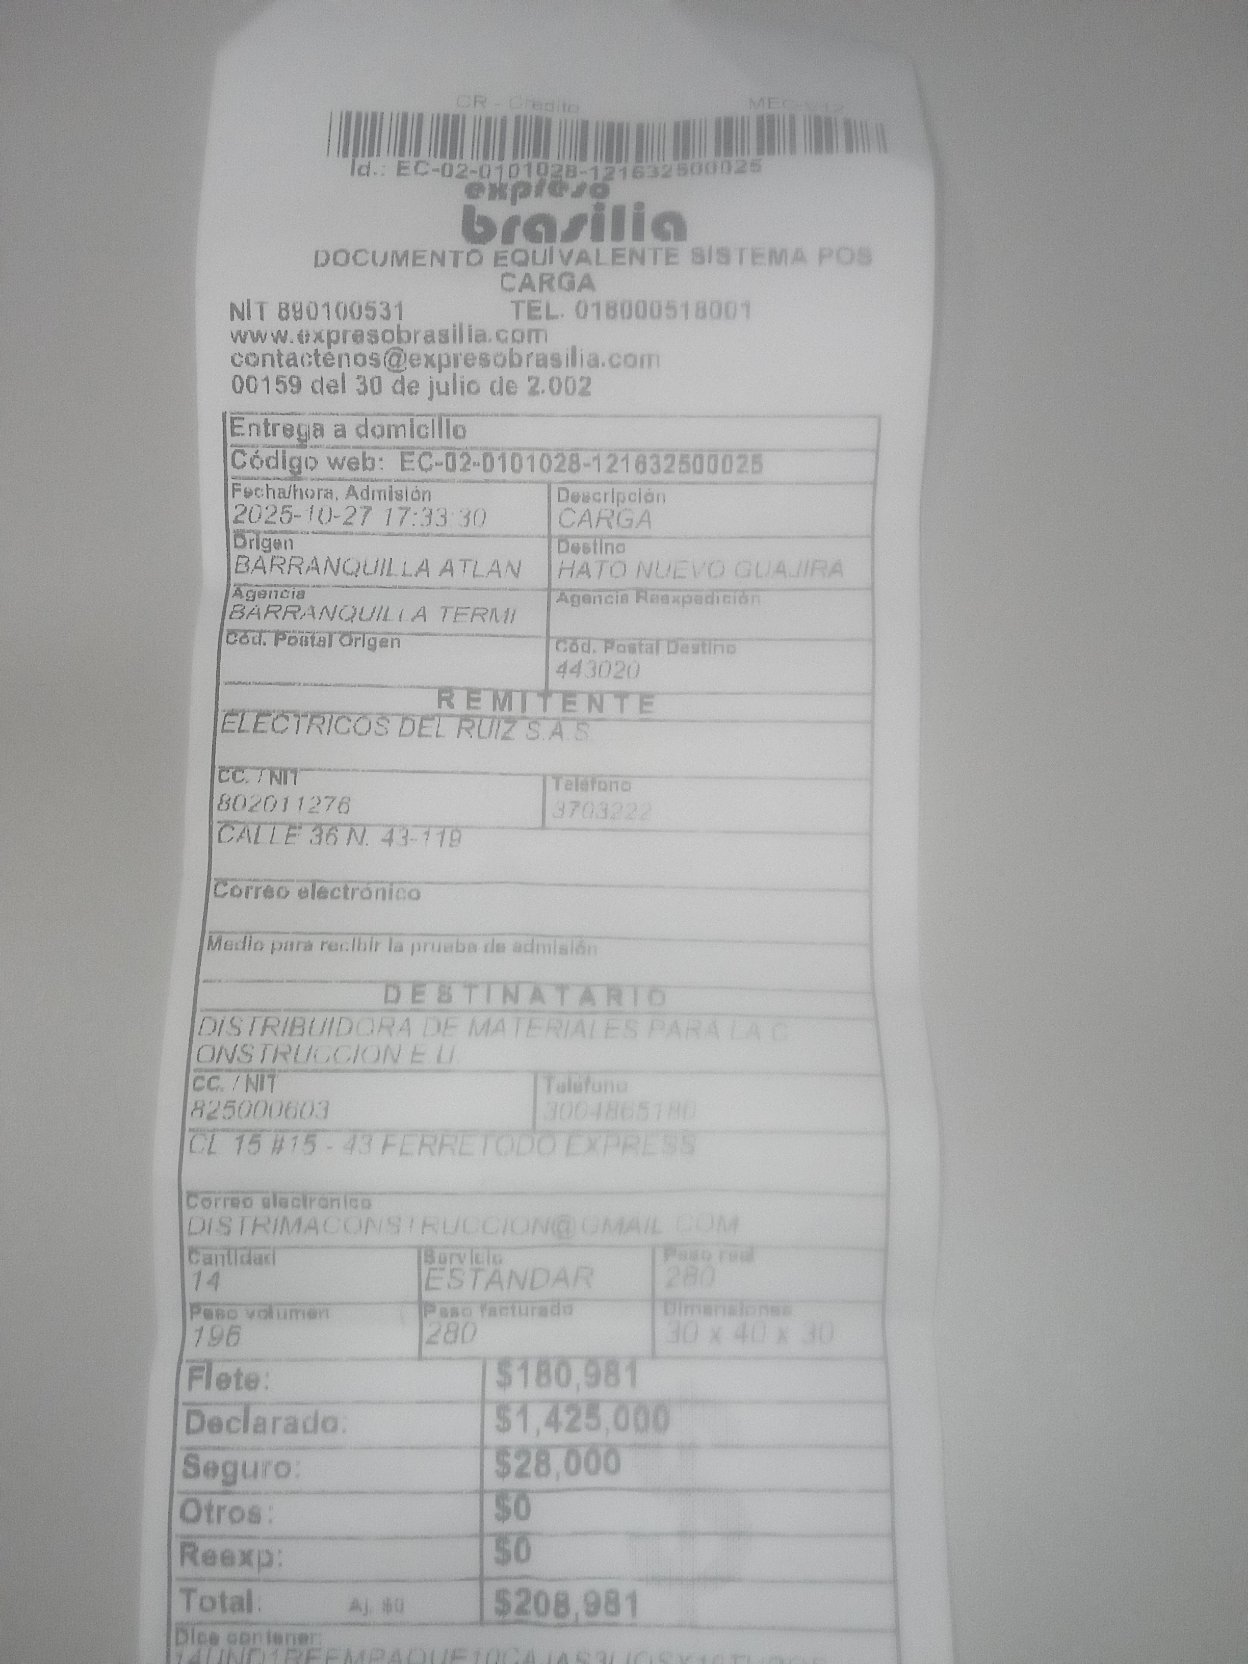 CR - Credito
Id.: EC-02-0101028-121632500025
expreso
brasilia
DOCUMENTO EQUIVALENTE SISTEMA POS
CARGA
NIT 890100531 TEL. 018000518001
www.expresobrasilia.com
contactenos@expresobrasilia.com
00159 del 30 de julio de 2.002
Entrega a domicilio
Código web: EC-02-0101028-121632500025
Fecha/hora, Admisión Descripción
2025-10-27 17:33:30 CARGA
Origen Destino
BARRANQUILLA ATLAN HATO NUEVO GUAJIRA
Agencia Agencia Reexpedición
BARRANQUILLA TERMI
Cód. Postal Origen Cód. Postal Destino
443020
REMITENTE
ELECTRICOS DEL RUIZ S.A.S.
CC. / NIT Teléfono
802011276 3703222
CALLE 36 N. 43-119
Correo electrónico
Medio para recibir la prueba de admisión
DESTINATARIO
DISTRIBUIDORA DE MATERIALES PARA LA C
ONSTRUCCION E.U.
CC. / NIT Teléfono
825000603 3004865186
CL 15 #15 - 43 FERRETODO EXPRESS
Correo electrónico
DISTRIMACONSTRUCCION@GMAIL.COM
Cantidad Servicio Peso real
14 ESTANDAR 280
Peso volumen Peso facturado Dimensiones
196 280 30 x 40 x 30
Flete: $180,981
Declarado: $1,425,000
Seguro: $28,000
Otros: $0
Reexp: $0
Total: Aj. $0 $208,981
Dice contener: